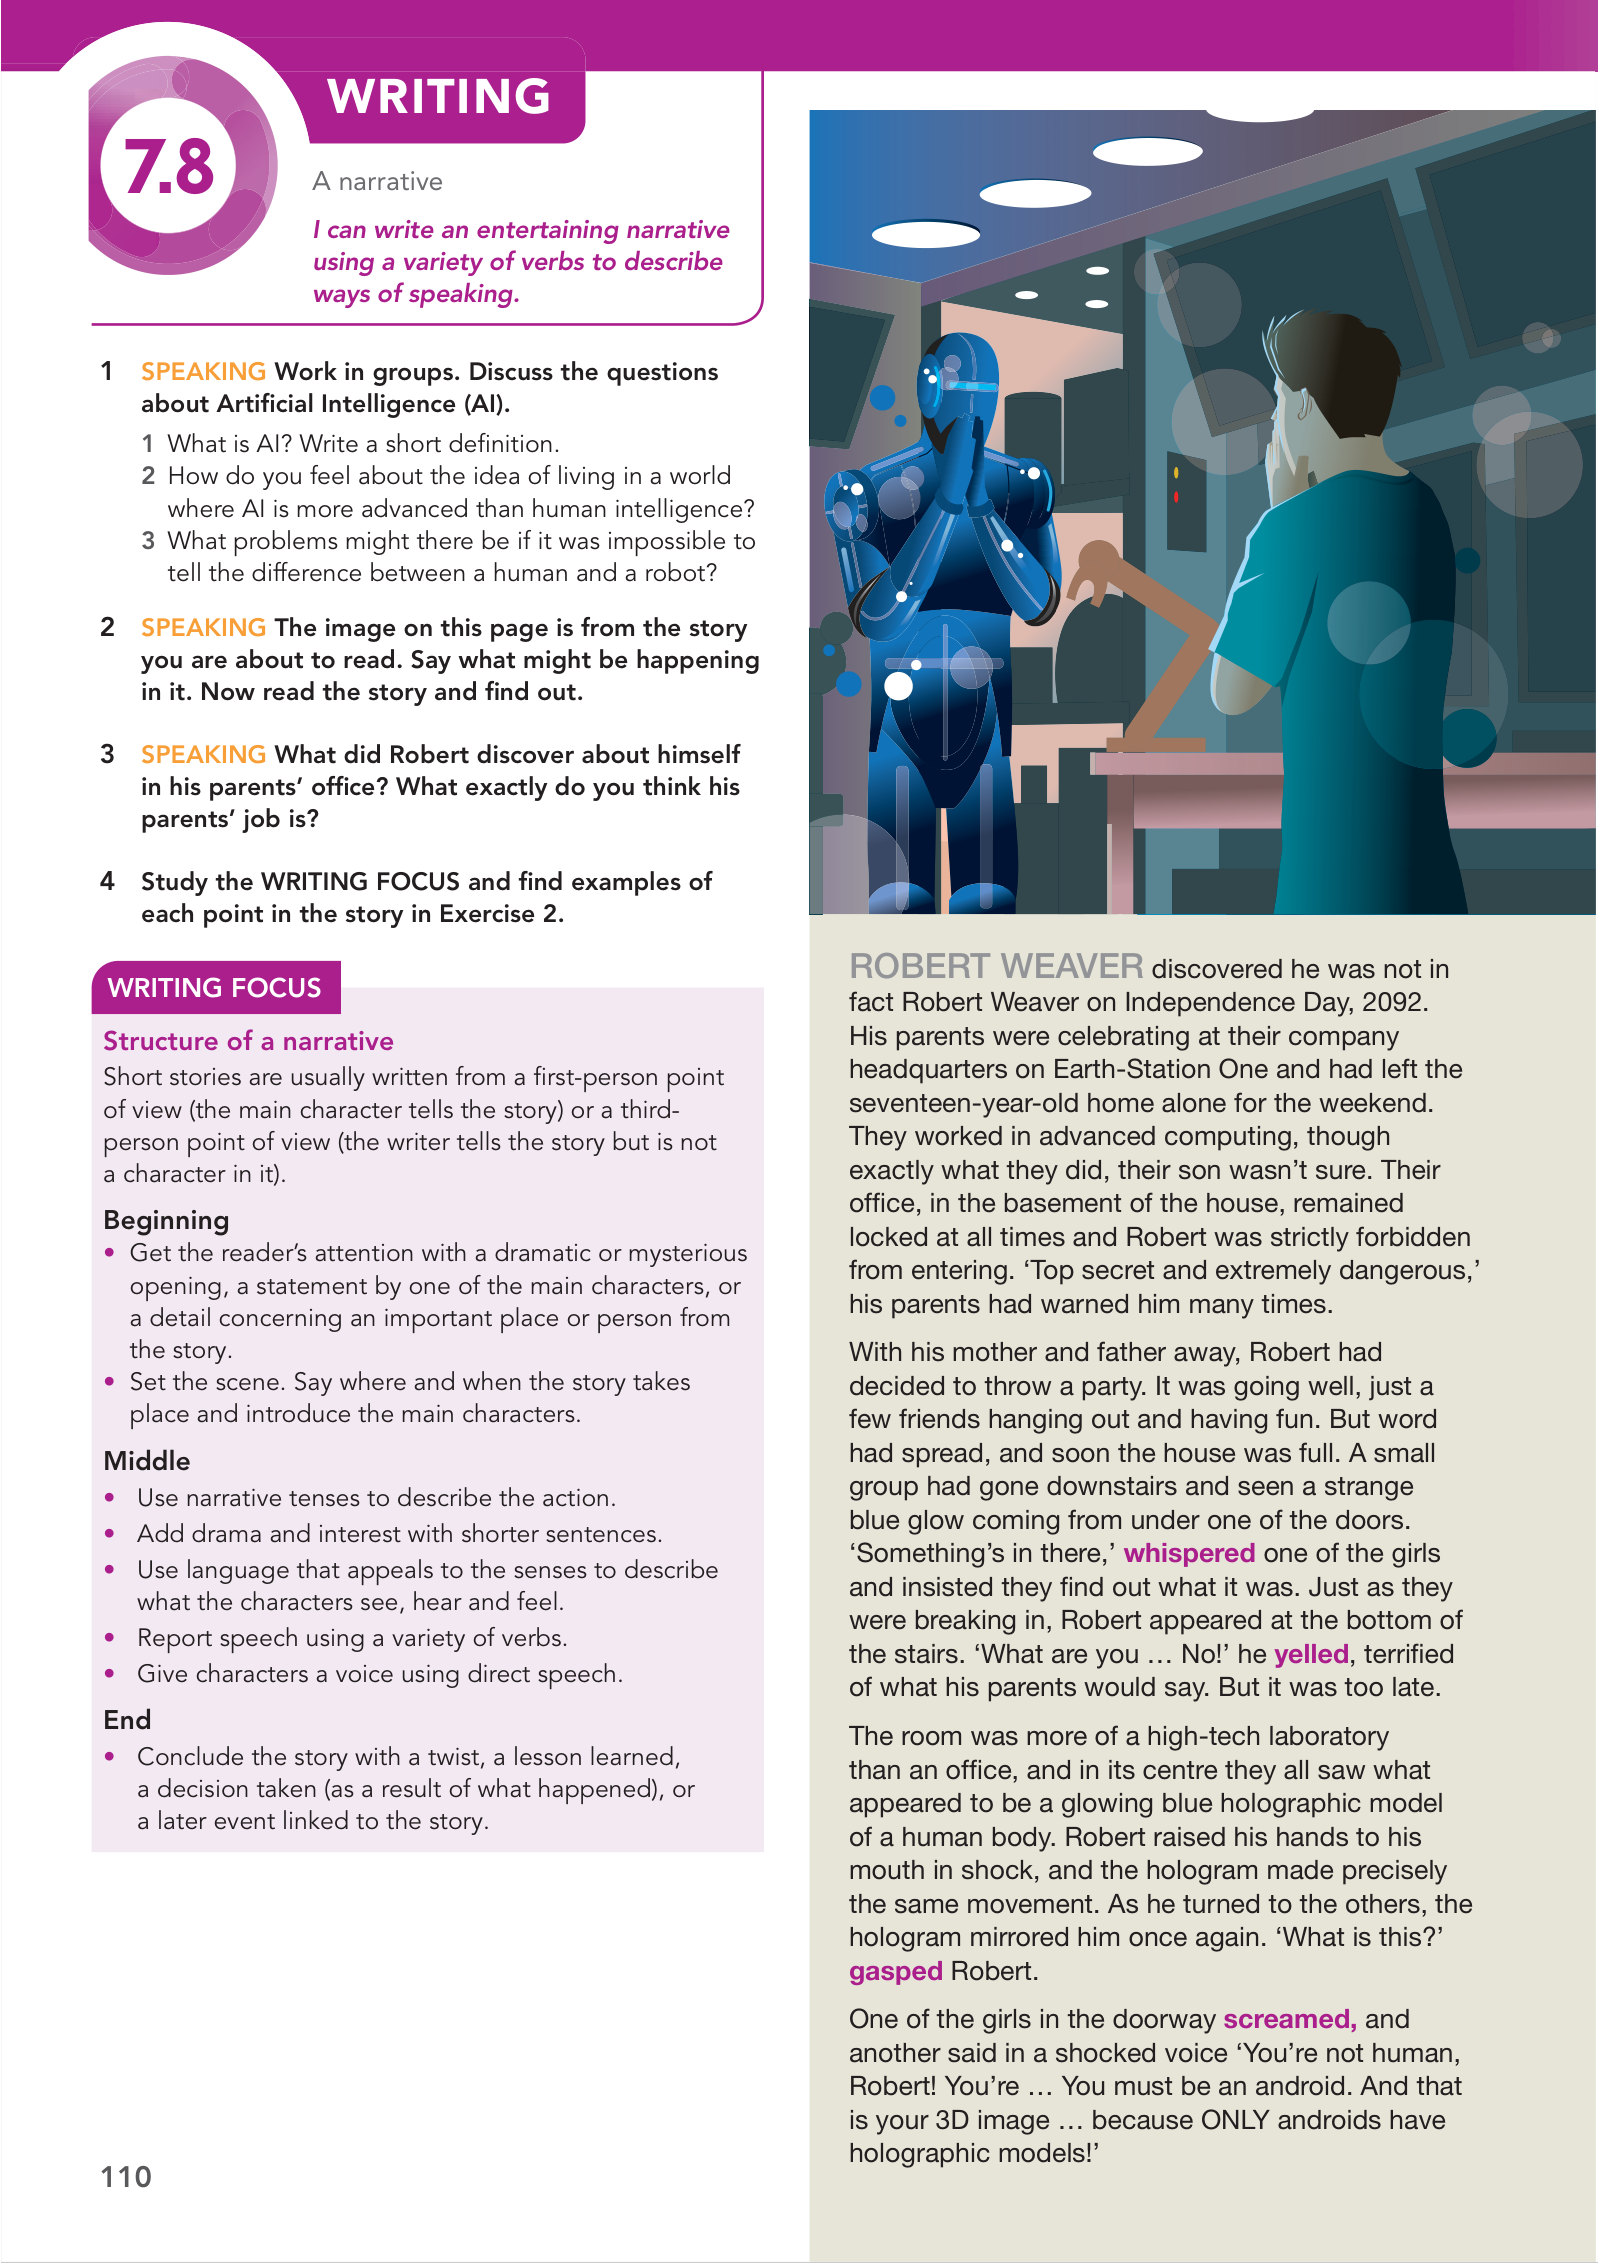 WRITING
7.8
A narrative
I can write an entertaining narrative
using a variety of verbs to describe
ways of speaking.
1 SPEAKING Work in groups. Discuss the questions
about Artificial Intelligence (AI).
1 What is AI? Write a short definition.
2 How do you feel about the idea of living in a world
where AI is more advanced than human intelligence?
3 What problems might there be if it was impossible to
tell the difference between a human and a robot?
2 SPEAKING The image on this page is from the story
you are about to read. Say what might be happening
in it. Now read the story and find out.
3 SPEAKING What did Robert discover about himself
in his parents’ office? What exactly do you think his
parents’ job is?
4 Study the WRITING FOCUS and find examples of
each point in the story in Exercise 2.
WRITING FOCUS
Structure of a narrative
Short stories are usually written from a first-person point
of view (the main character tells the story) or a third-
person point of view (the writer tells the story but is not
a character in it).
Beginning
• Get the reader’s attention with a dramatic or mysterious
opening, a statement by one of the main characters, or
a detail concerning an important place or person from
the story.
• Set the scene. Say where and when the story takes
place and introduce the main characters.
Middle
• Use narrative tenses to describe the action.
• Add drama and interest with shorter sentences.
• Use language that appeals to the senses to describe
what the characters see, hear and feel.
• Report speech using a variety of verbs.
• Give characters a voice using direct speech.
End
• Conclude the story with a twist, a lesson learned,
a decision taken (as a result of what happened), or
a later event linked to the story.
110
ROBERT WEAVER discovered he was not in
fact Robert Weaver on Independence Day, 2092.
His parents were celebrating at their company
headquarters on Earth-Station One and had left the
seventeen-year-old home alone for the weekend.
They worked in advanced computing, though
exactly what they did, their son wasn’t sure. Their
office, in the basement of the house, remained
locked at all times and Robert was strictly forbidden
from entering. ‘Top secret and extremely dangerous,’
his parents had warned him many times.
With his mother and father away, Robert had
decided to throw a party. It was going well, just a
few friends hanging out and having fun. But word
had spread, and soon the house was full. A small
group had gone downstairs and seen a strange
blue glow coming from under one of the doors.
‘Something’s in there,’ whispered one of the girls
and insisted they find out what it was. Just as they
were breaking in, Robert appeared at the bottom of
the stairs. ‘What are you … No!’ he yelled, terrified
of what his parents would say. But it was too late.
The room was more of a high-tech laboratory
than an office, and in its centre they all saw what
appeared to be a glowing blue holographic model
of a human body. Robert raised his hands to his
mouth in shock, and the hologram made precisely
the same movement. As he turned to the others, the
hologram mirrored him once again. ‘What is this?’
gasped Robert.
One of the girls in the doorway screamed, and
another said in a shocked voice ‘You’re not human,
Robert! You’re … You must be an android. And that
is your 3D image … because ONLY androids have
holographic models!’